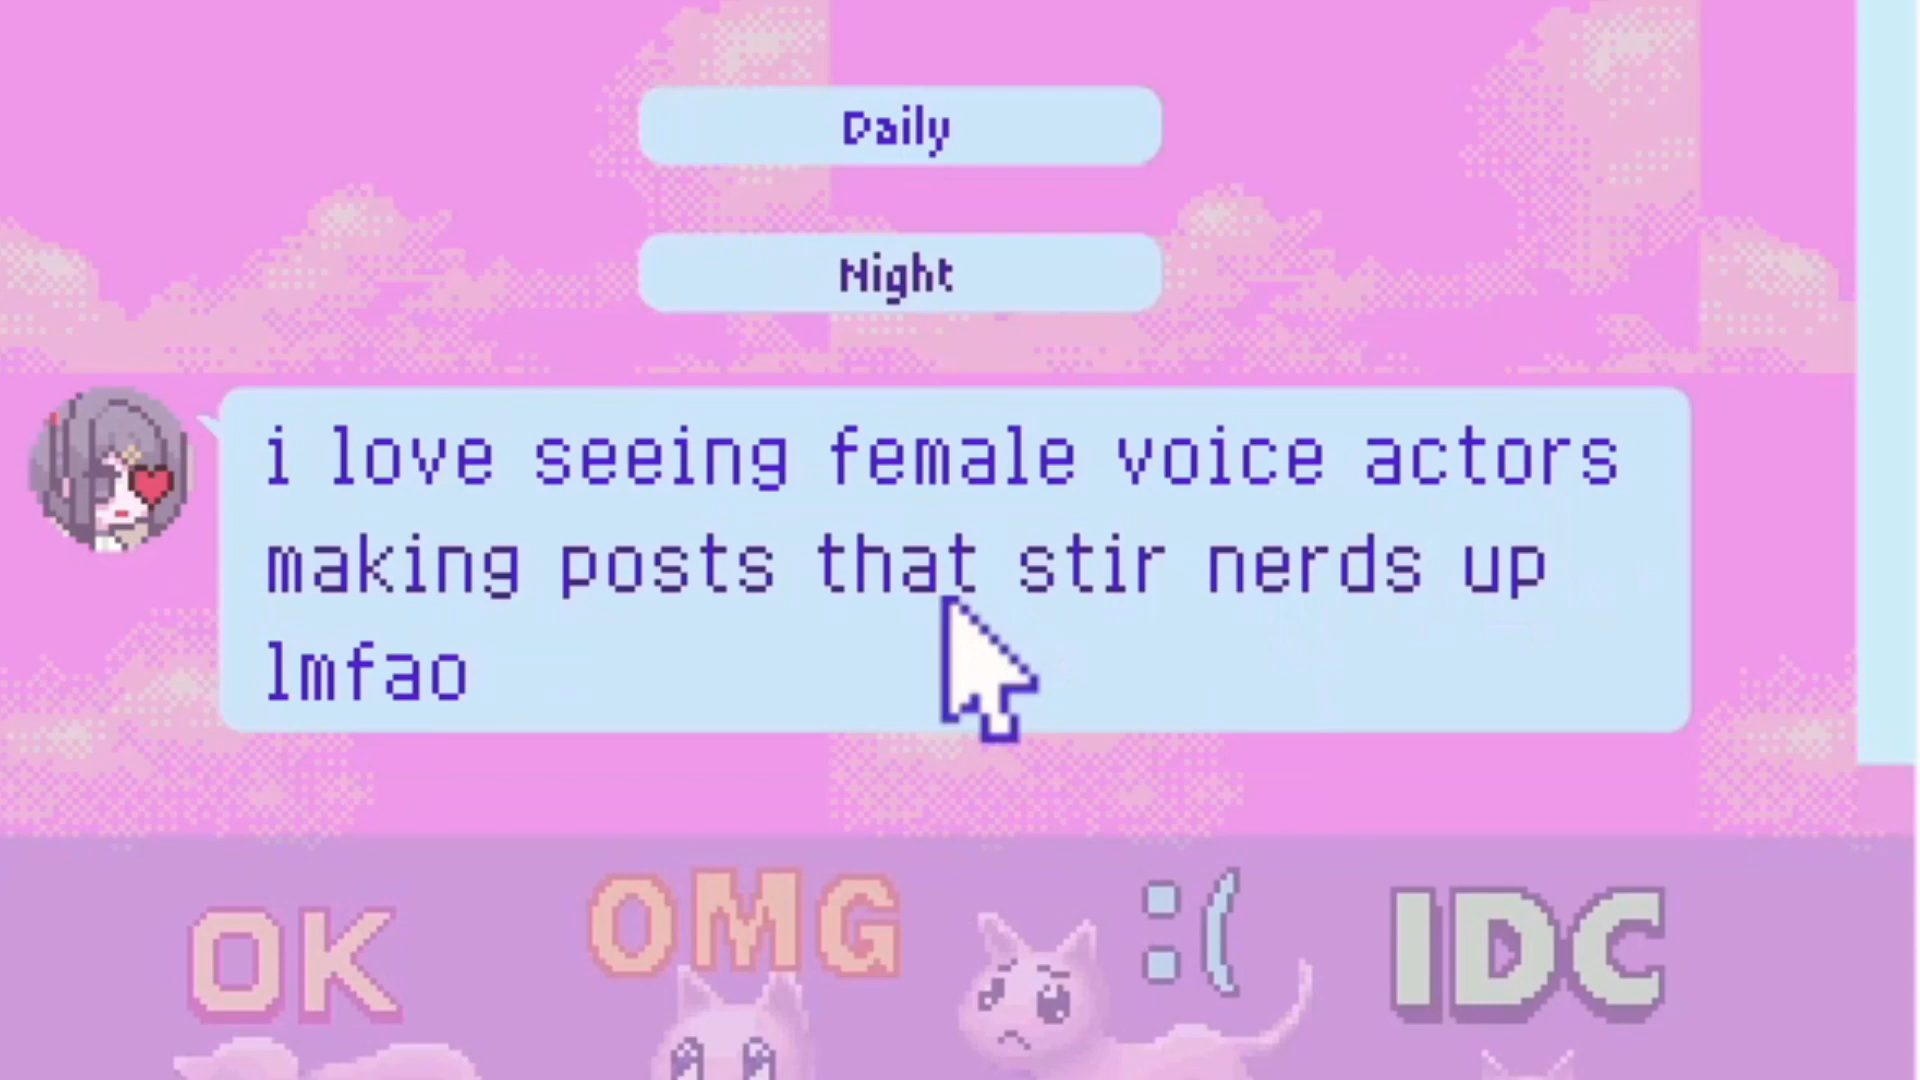 Daily
Night
i love seeing female voice actors
making posts that stir nerds up
lmfao
OK
OMG
:(
IDC